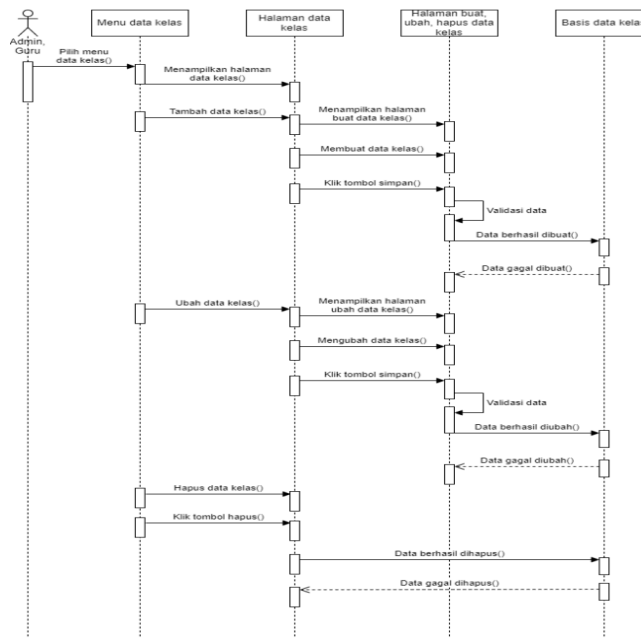 Admin,
Guru
Menu data kelas
Halaman data
kelas
Halaman buat,
ubah, hapus data
kelas
Basis data kelas
Pilih menu
data kelas()
Menampilkan halaman
data kelas()
Tambah data kelas()
Menampilkan halaman
buat data kelas()
Membuat data kelas()
Klik tombol simpan()
Validasi data
Data berhasil dibuat()
Data gagal dibuat()
Ubah data kelas()
Menampilkan halaman
ubah data kelas()
Mengubah data kelas()
Klik tombol simpan()
Validasi data
Data berhasil diubah()
Data gagal diubah()
Hapus data kelas()
Klik tombol hapus()
Data berhasil dihapus()
Data gagal dihapus()